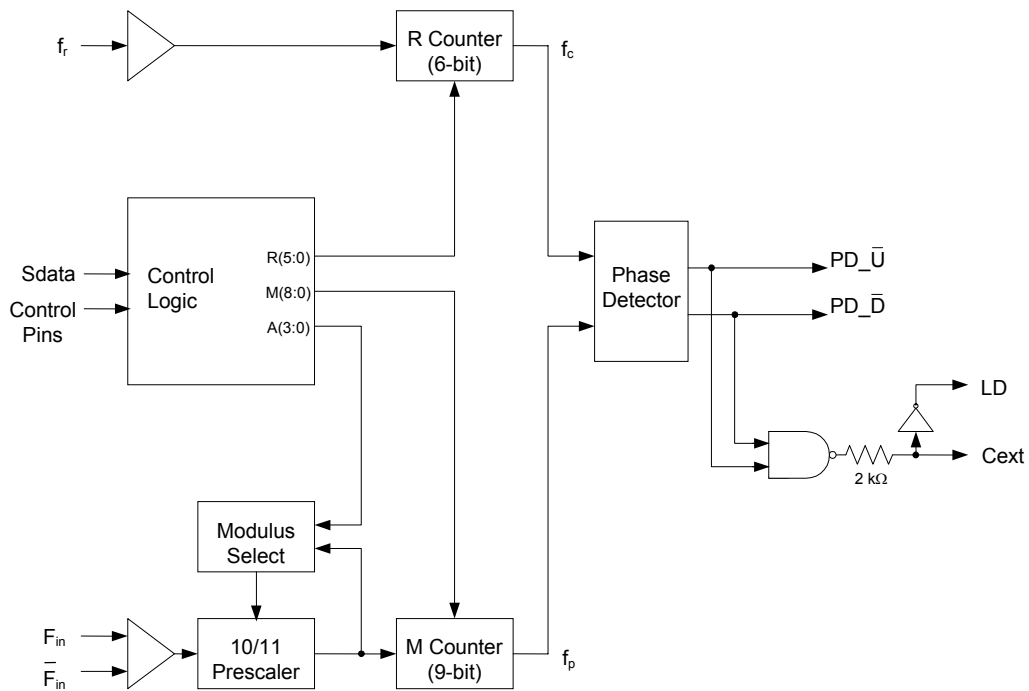 fr
R Counter
(6-bit)
fc
Sdata
Control
Pins
Control
Logic
R(5:0)
M(8:0)
A(3:0)
Phase
Detector
PD_U̅
PD_D̅
LD
Cext
2 kΩ
Modulus
Select
Fin
F̅in
10/11
Prescaler
M Counter
(9-bit)
fp